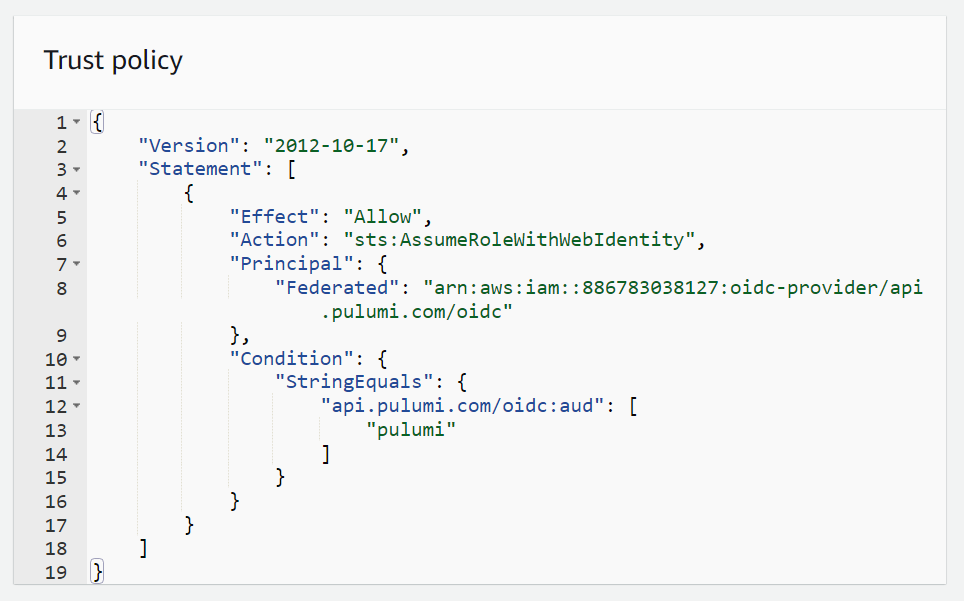 Trust policy
1 {
2     "Version": "2012-10-17",
3     "Statement": [
4         {
5             "Effect": "Allow",
6             "Action": "sts:AssumeRoleWithWebIdentity",
7             "Principal": {
8                 "Federated": "arn:aws:iam::886783038127:oidc-provider/api
                    .pulumi.com/oidc"
9             },
10             "Condition": {
11                 "StringEquals": {
12                     "api.pulumi.com/oidc:aud": [
13                         "pulumi"
14                     ]
15                 }
16             }
17         }
18     ]
19 }